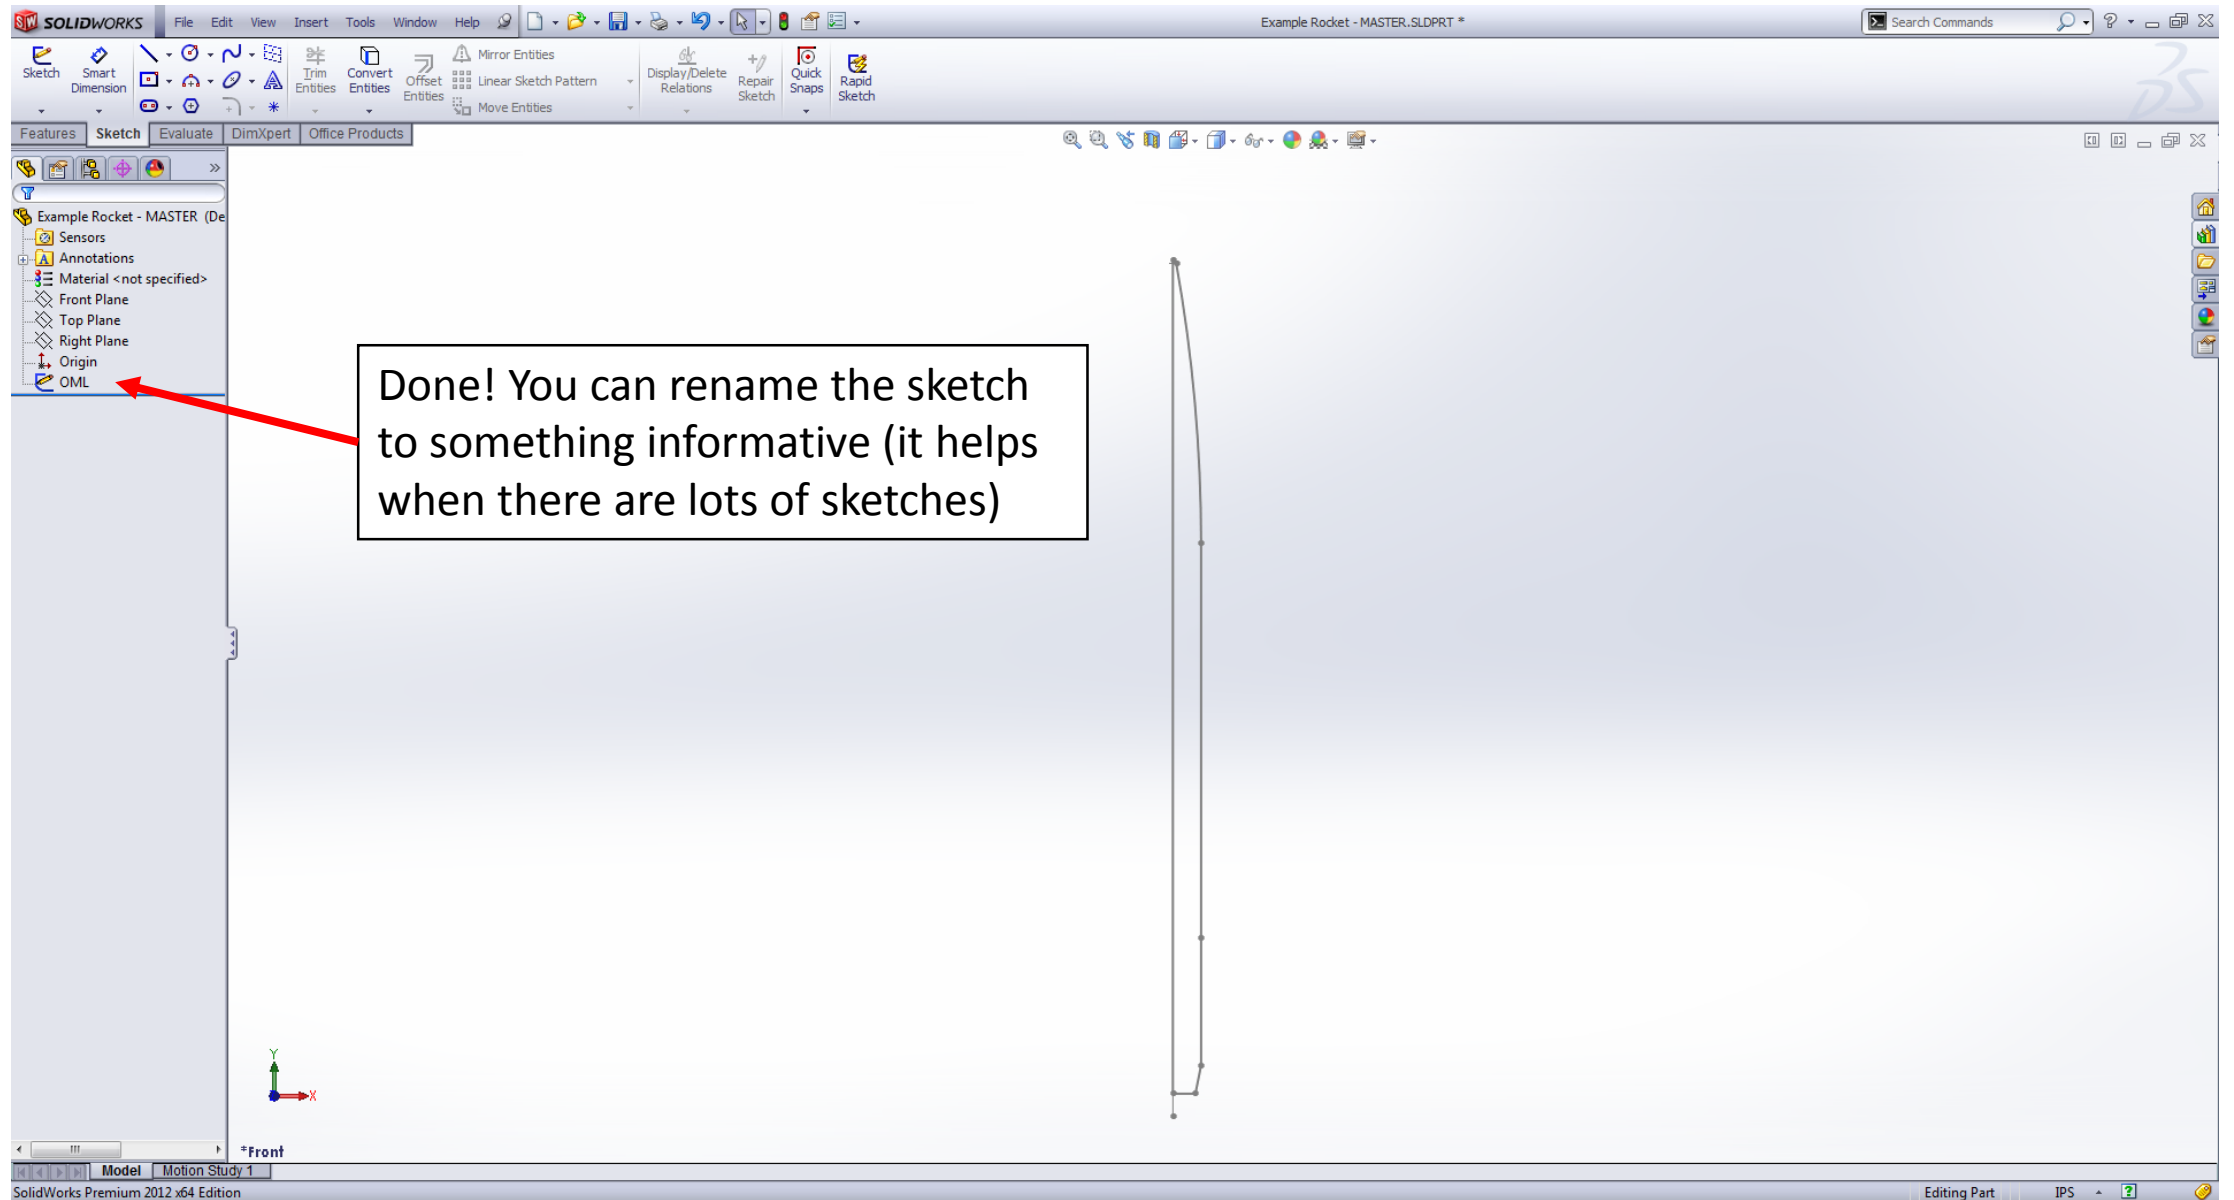 SOLIDWORKS File Edit View Insert Tools Window Help Example Rocket - MASTER.SLDPRT * Search Commands
Sketch Smart Dimension Trim Entities Convert Entities Offset Entities Mirror Entities Linear Sketch Pattern Move Entities Display/Delete Relations Repair Sketch Quick Snaps Rapid Sketch
Features Sketch Evaluate DimXpert Office Products
Example Rocket - MASTER (De
Sensors
Annotations
Material <not specified>
Front Plane
Top Plane
Right Plane
Origin
OML
Done! You can rename the sketch
to something informative (it helps
when there are lots of sketches)
Y
X
*Front
Model Motion Study 1
SolidWorks Premium 2012 x64 Edition Editing Part IPS